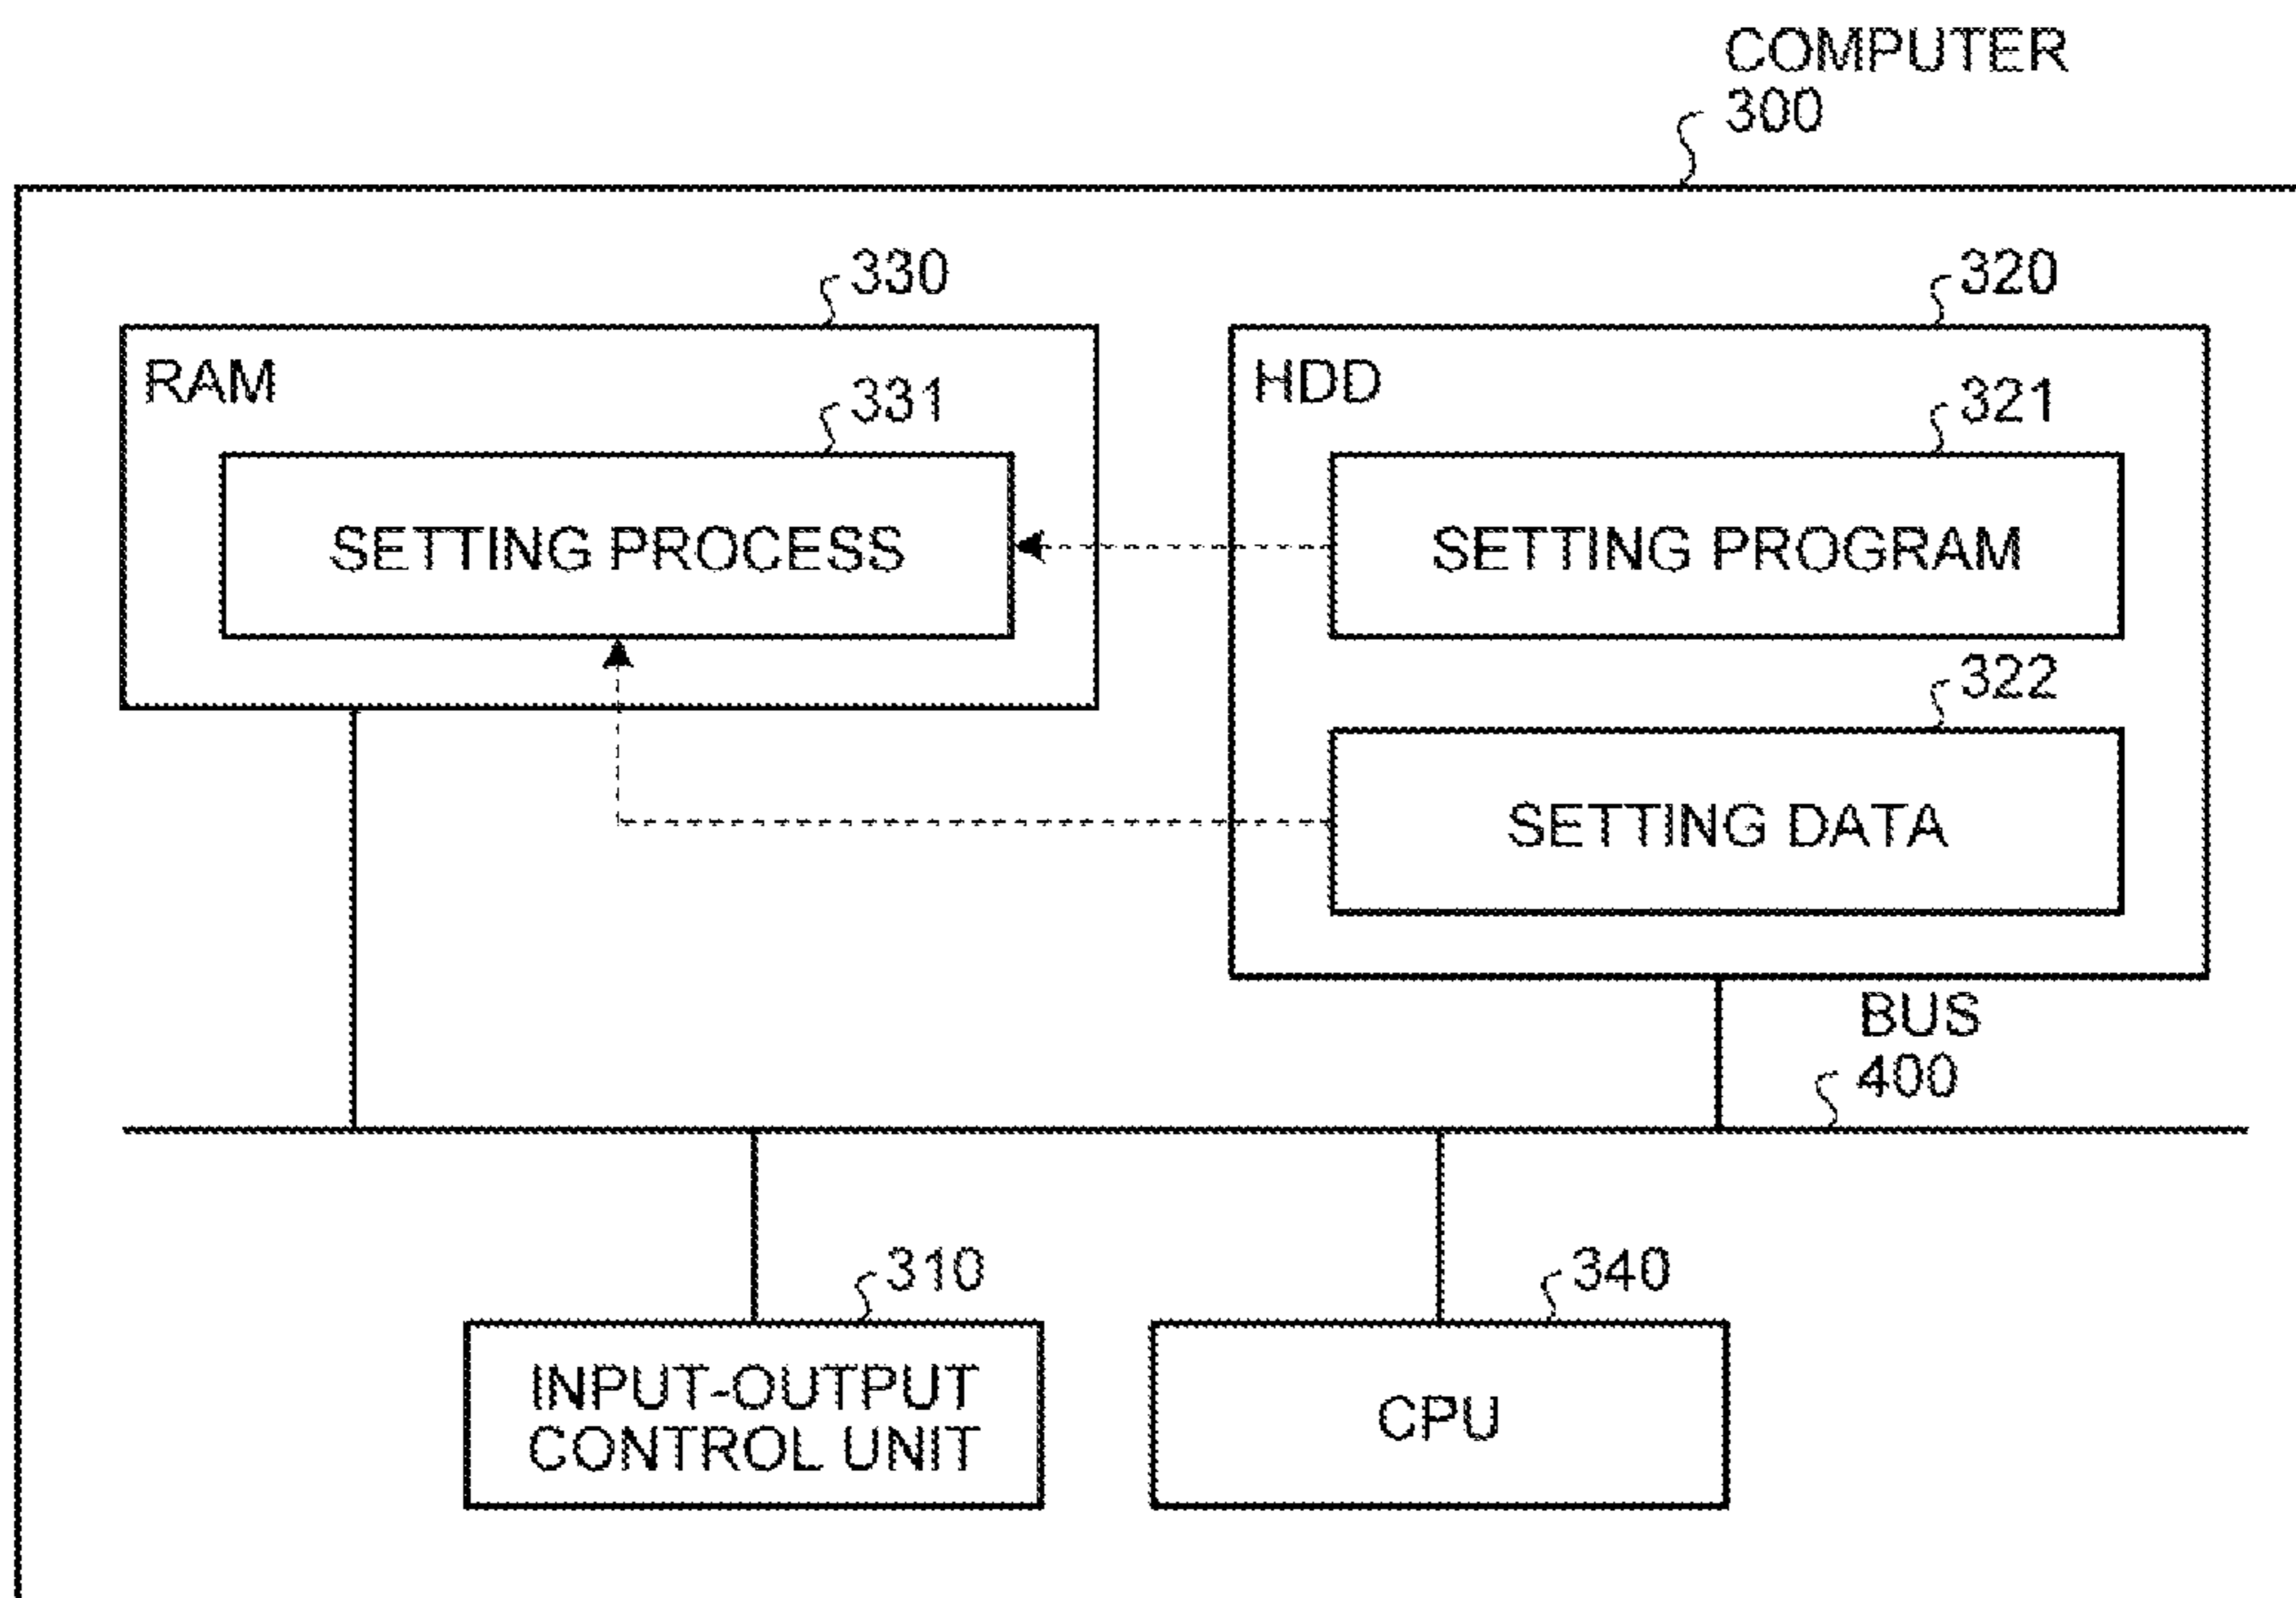 COMPUTER
300
330
320
RAM
HDD
331
321
SETTING PROCESS
SETTING PROGRAM
322
SETTING DATA
BUS
400
310
340
INPUT-OUTPUT
CONTROL UNIT
CPU